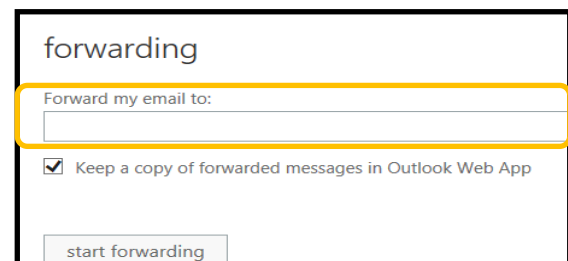 forwarding
Forward my email to:
Keep a copy of forwarded messages in Outlook Web App
start forwarding